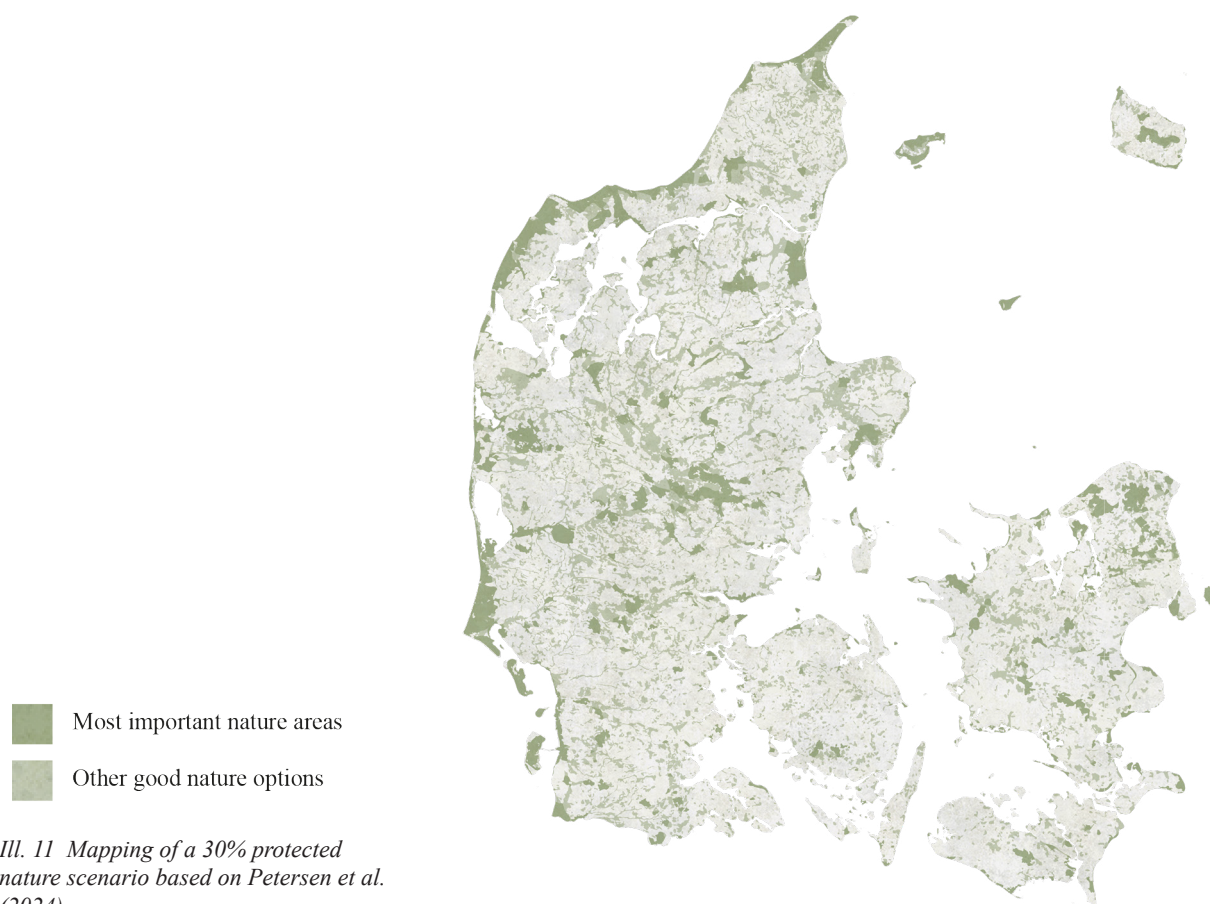 Most important nature areas
Other good nature options
Ill. 11  Mapping of a 30% protected
nature scenario based on Petersen et al.
(2024)